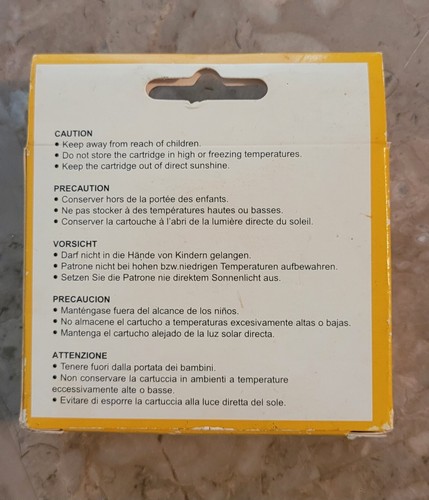 CAUTION
• Keep away from reach of children.
• Do not store the cartridge in high or freezing temperatures.
• Keep the cartridge out of direct sunshine.
PRECAUTION
• Conserver hors de la portée des enfants.
• Ne pas stocker à des températures hautes ou basses.
• Conserver la cartouche à l'abri de la lumière directe du soleil.
VORSICHT
• Darf nicht in die Hände von Kindern gelangen.
• Patrone nicht bei hohen bzw.niedrigen Temperaturen aufbewahren.
• Setzen Sie die Patrone nie direktem Sonnenlicht aus.
PRECAUCION
• Manténgase fuera del alcance de los niños.
• No almacene el cartucho a temperaturas excesivamente altas o bajas.
• Mantenga el cartucho alejado de la luz solar directa.
ATTENZIONE
• Tenere fuori dalla portata dei bambini.
• Non conservare la cartuccia in ambienti a temperature
eccessivamente alte o basse.
• Evitare di esporre la cartuccia alla luce diretta del sole.